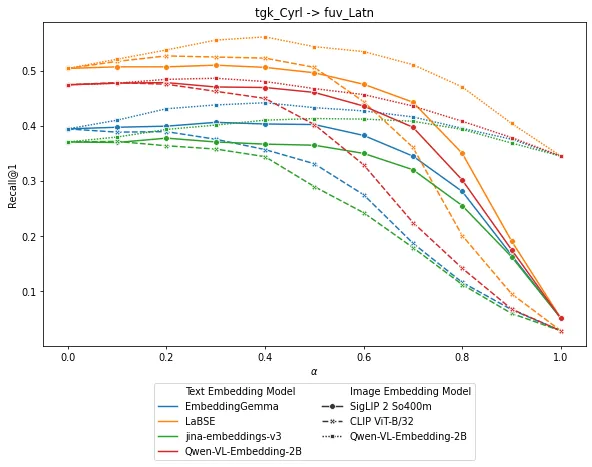 tgk_Cyrl -> fuv_Latn
Recall@1
0.5
0.4
0.3
0.2
0.1
0.0 0.2 0.4 0.6 0.8 1.0
α
Text Embedding Model Image Embedding Model
EmbeddingGemma SigLIP 2 So400m
LaBSE CLIP ViT-B/32
jina-embeddings-v3 Qwen-VL-Embedding-2B
Qwen-VL-Embedding-2B